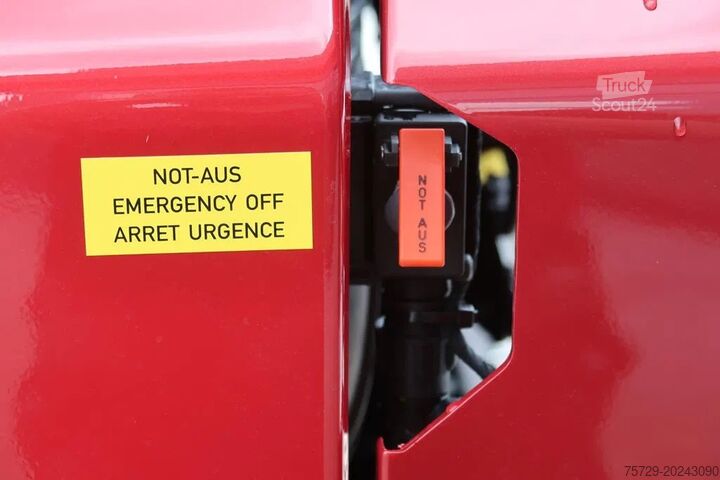 Truck
Scout24
NOT-AUS
EMERGENCY OFF
ARRET URGENCE
NOT AUS
75729-20243090